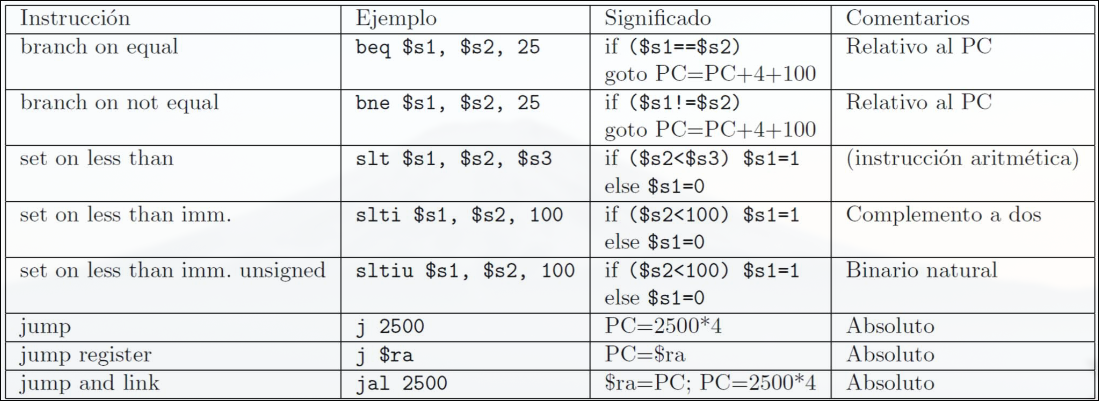 Instrucción Ejemplo Significado Comentarios
branch on equal beq $s1, $s2, 25 if ($s1==$s2) Relativo al PC
goto PC=PC+4+100
branch on not equal bne $s1, $s2, 25 if ($s1!=$s2) Relativo al PC
goto PC=PC+4+100
set on less than slt $s1, $s2, $s3 if ($s2<$s3) $s1=1 (instrucción aritmética)
else $s1=0
set on less than imm. slti $s1, $s2, 100 if ($s2<100) $s1=1 Complemento a dos
else $s1=0
set on less than imm. unsigned sltiu $s1, $s2, 100 if ($s2<100) $s1=1 Binario natural
else $s1=0
jump j 2500 PC=2500*4 Absoluto
jump register j $ra PC=$ra Absoluto
jump and link jal 2500 $ra=PC; PC=2500*4 Absoluto